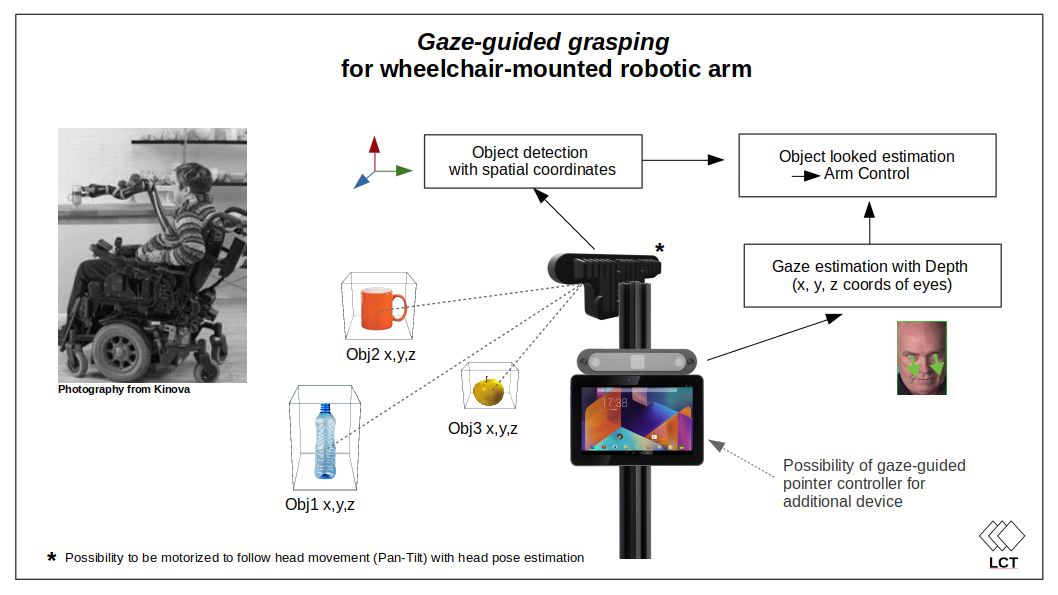 Gaze-guided grasping
for wheelchair-mounted robotic arm
Object detection
with spatial coordinates
Object looked estimation
Arm Control
*
Gaze estimation with Depth
(x, y, z coords of eyes)
Obj2 x,y,z
Photography from Kinova
17:38
Obj3 x,y,z
Possibility of gaze-guided
pointer controller for
additional device
Obj1 x,y,z
* Possibility to be motorized to follow head movement (Pan-Tilt) with head pose estimation
LCT